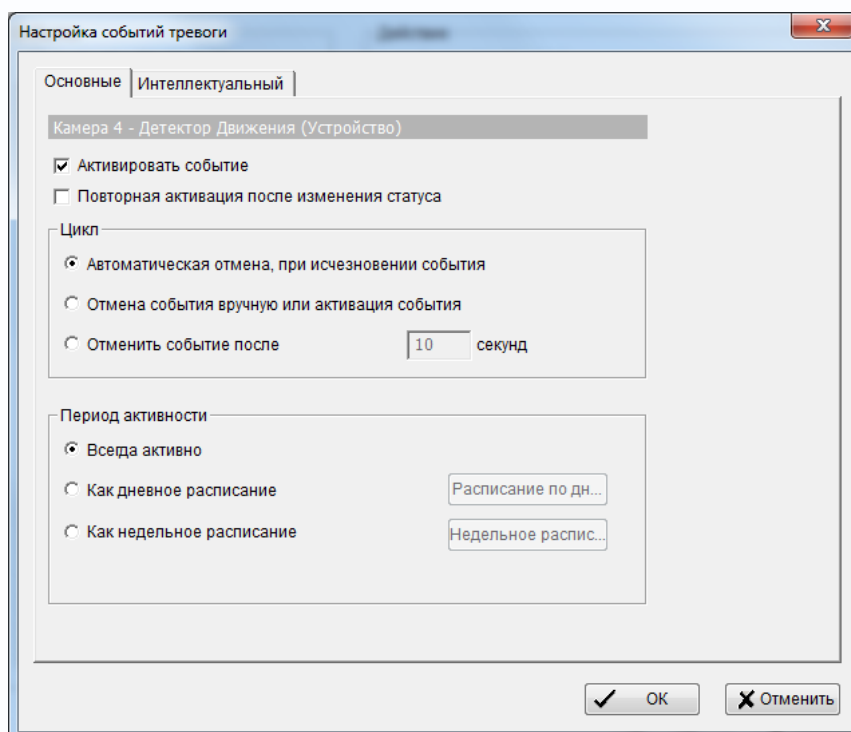 Настройка событий тревоги
Действие
Основные
Интеллектуальный
Камера 4 - Детектор Движения (Устройство)
Активировать событие
Повторная активация после изменения статуса
Цикл
Автоматическая отмена, при исчезновении события
Отмена события вручную или активация события
Отменить событие после 10 секунд
Период активности
Всегда активно
Как дневное расписание
Расписание по дн...
Как недельное расписание
Недельное распис...
ОК
Отменить